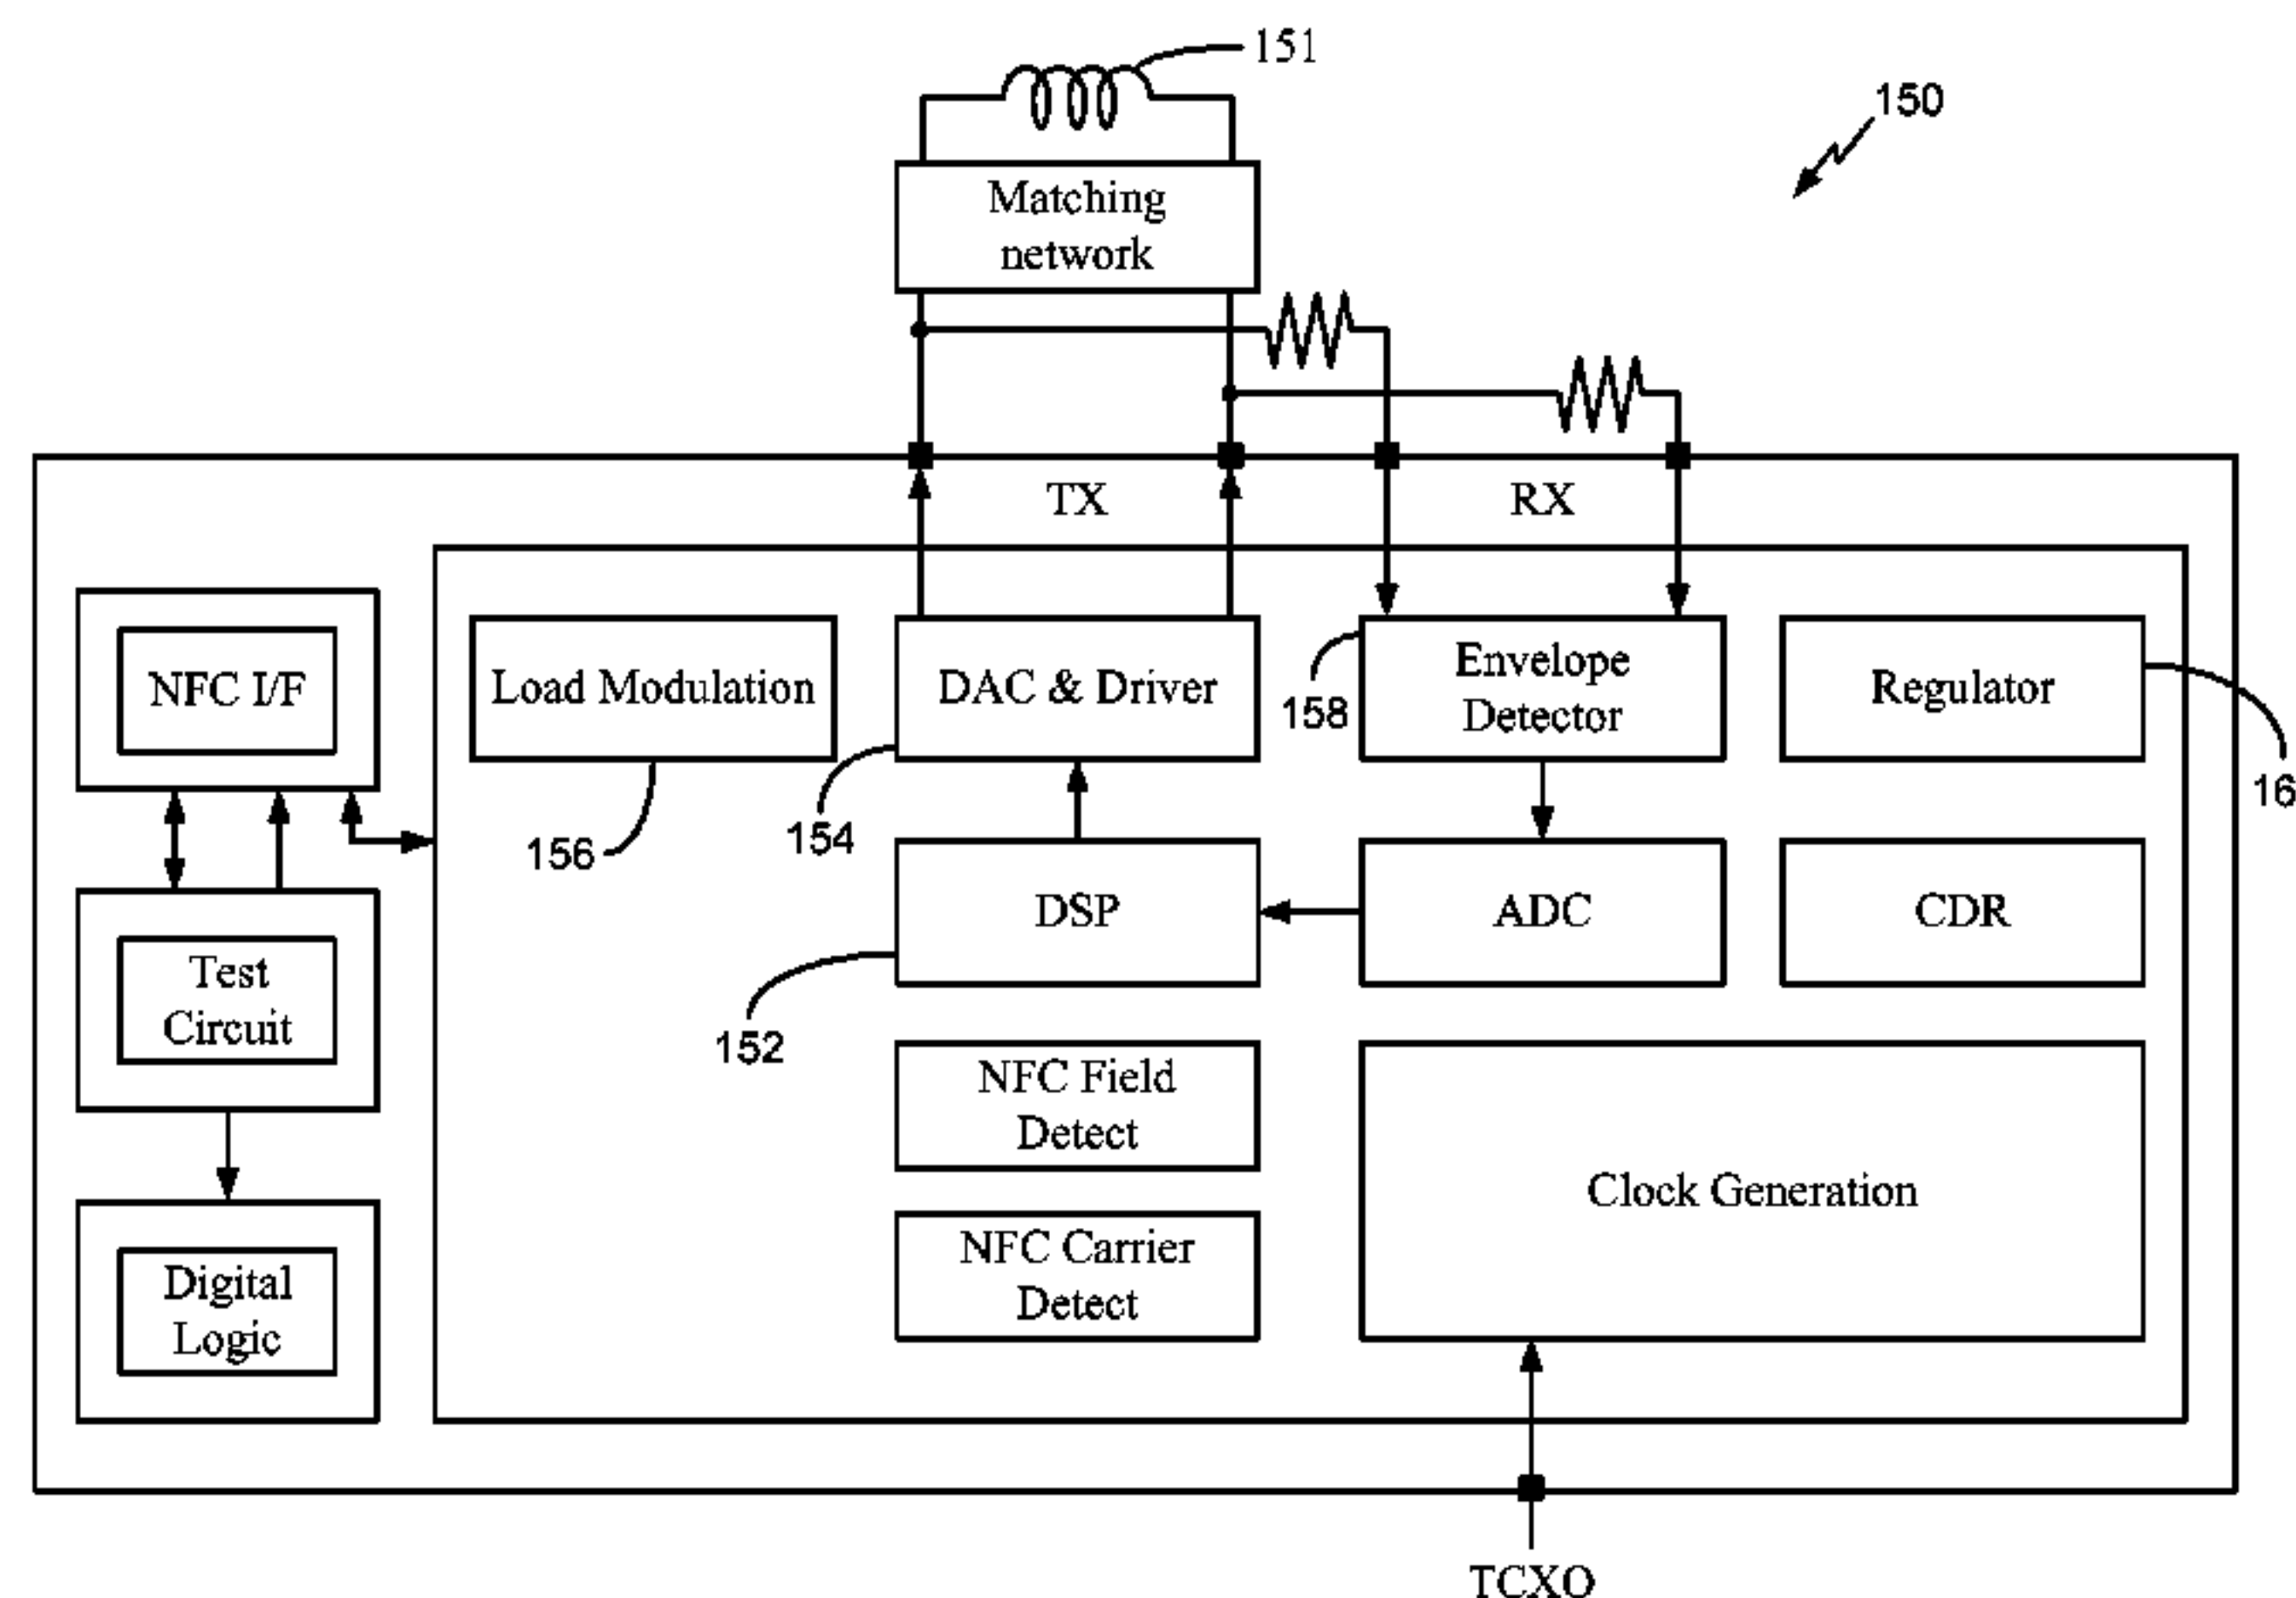 151
150
Matching
network
TX
RX
NFC I/F
Load Modulation
DAC & Driver
158
Envelope
Detector
Regulator
16
156
154
DSP
ADC
CDR
Test
Circuit
152
NFC Field
Detect
Clock Generation
NFC Carrier
Detect
Digital
Logic
TCXO